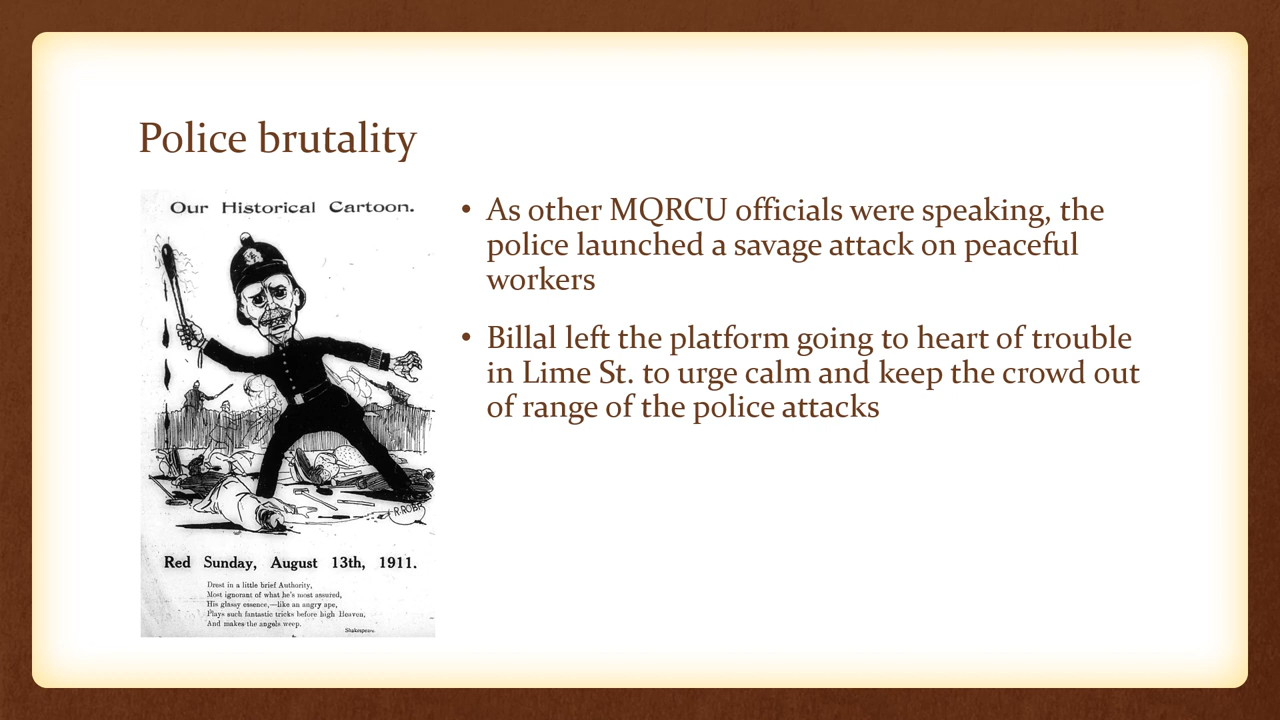 Police brutality
Our Historical Cartoon.
R.ROBE
Red Sunday, August 13th, 1911.
Drest in a little brief Authority,
Most ignorant of what he's most assured,
His glassy essence,—like an angry ape,
Plays such fantastic tricks before high Heaven,
And makes the angels weep.
Shakespeare.
• As other MQRCU officials were speaking, the
police launched a savage attack on peaceful
workers
• Billal left the platform going to heart of trouble
in Lime St. to urge calm and keep the crowd out
of range of the police attacks